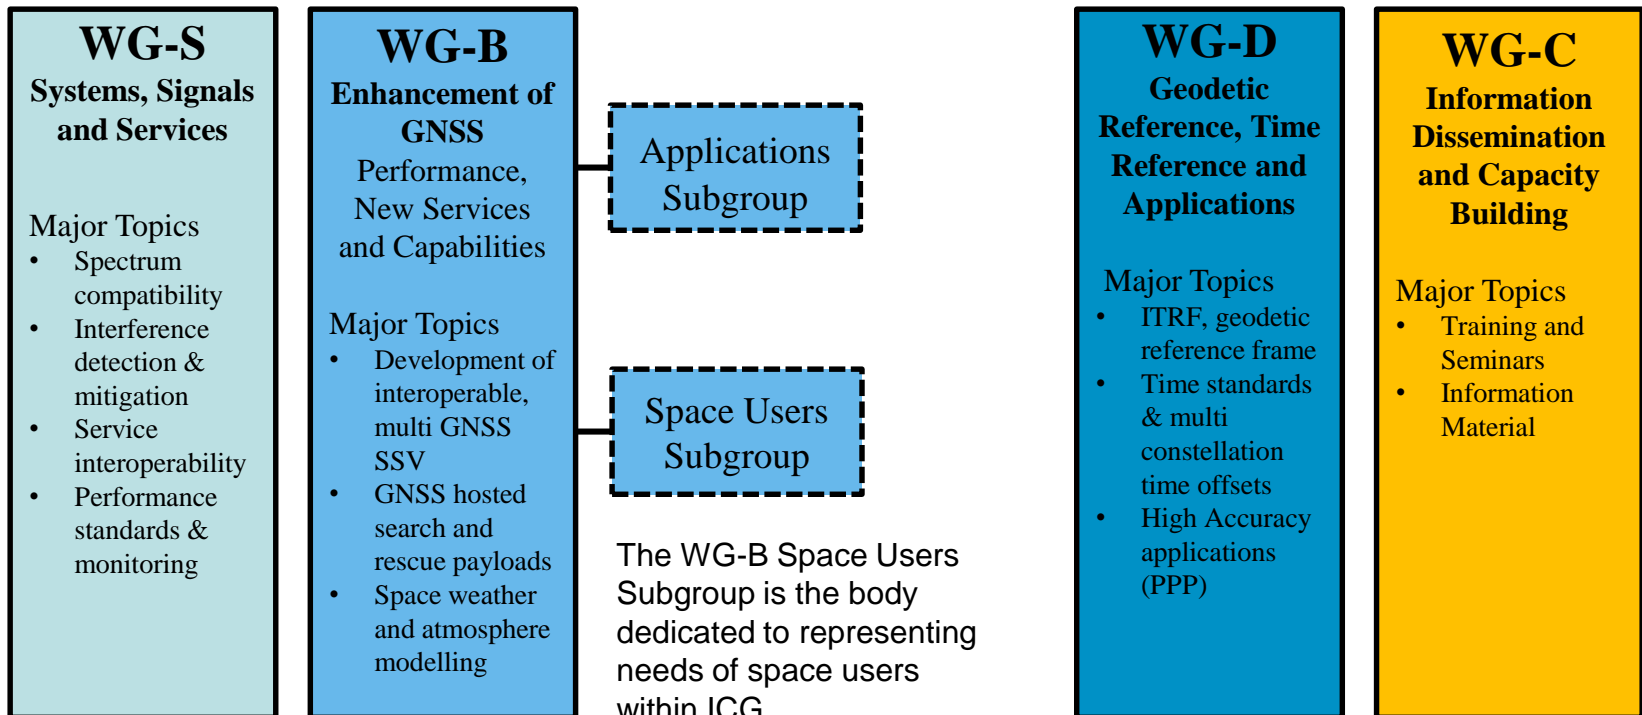 WG-S
Systems, Signals
and Services
Major Topics
• Spectrum
compatibility
• Interference
detection &
mitigation
• Service
interoperability
• Performance
standards &
monitoring
WG-B
Enhancement of
GNSS
Performance,
New Services
and Capabilities
Major Topics
• Development of
interoperable,
multi GNSS
SSV
• GNSS hosted
search and
rescue payloads
• Space weather
and atmosphere
modelling
Applications
Subgroup
Space Users
Subgroup
The WG-B Space Users
Subgroup is the body
dedicated to representing
needs of space users
within ICG
WG-D
Geodetic
Reference, Time
Reference and
Applications
Major Topics
• ITRF, geodetic
reference frame
• Time standards
& multi
constellation
time offsets
• High Accuracy
applications
(PPP)
WG-C
Information
Dissemination
and Capacity
Building
Major Topics
• Training and
Seminars
• Information
Material